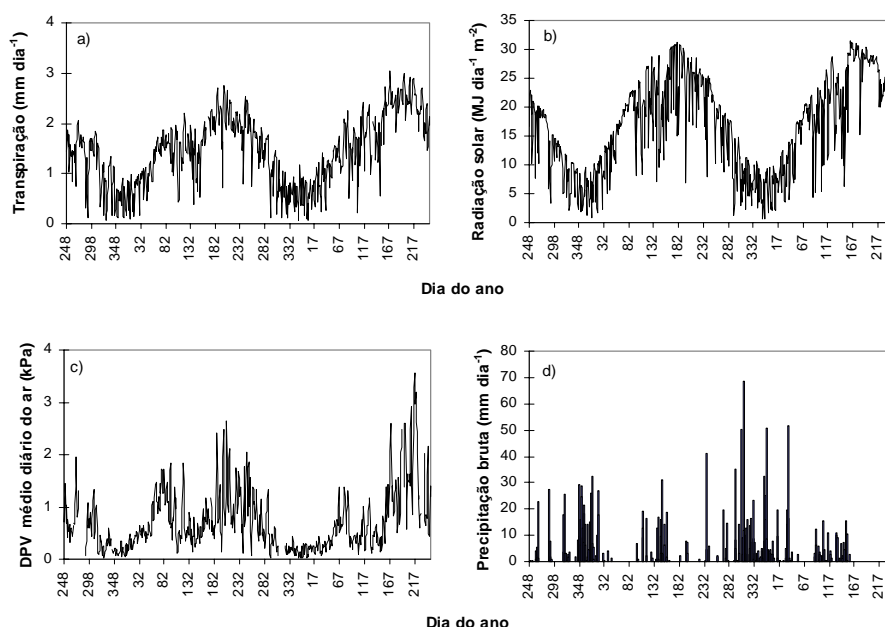 a)
Transpiração (mm dia-1)
4
3
2
1
0
248 298 348 32 82 132 182 232 282 332 17 67 117 167 217
b)
Radiação solar (MJ dia-1 m-2)
35
30
25
20
15
10
5
0
248 298 348 32 82 132 182 232 282 332 17 67 117 167 217
Dia do ano
c)
DPV médio diário do ar (kPa)
4
3
2
1
0
248 298 348 32 82 132 182 232 282 332 17 67 117 167 217
d)
Precipitação bruta (mm dia-1)
80
70
60
50
40
30
20
10
0
248 298 348 32 82 132 182 232 282 332 17 67 117 167 217
Dia do ano